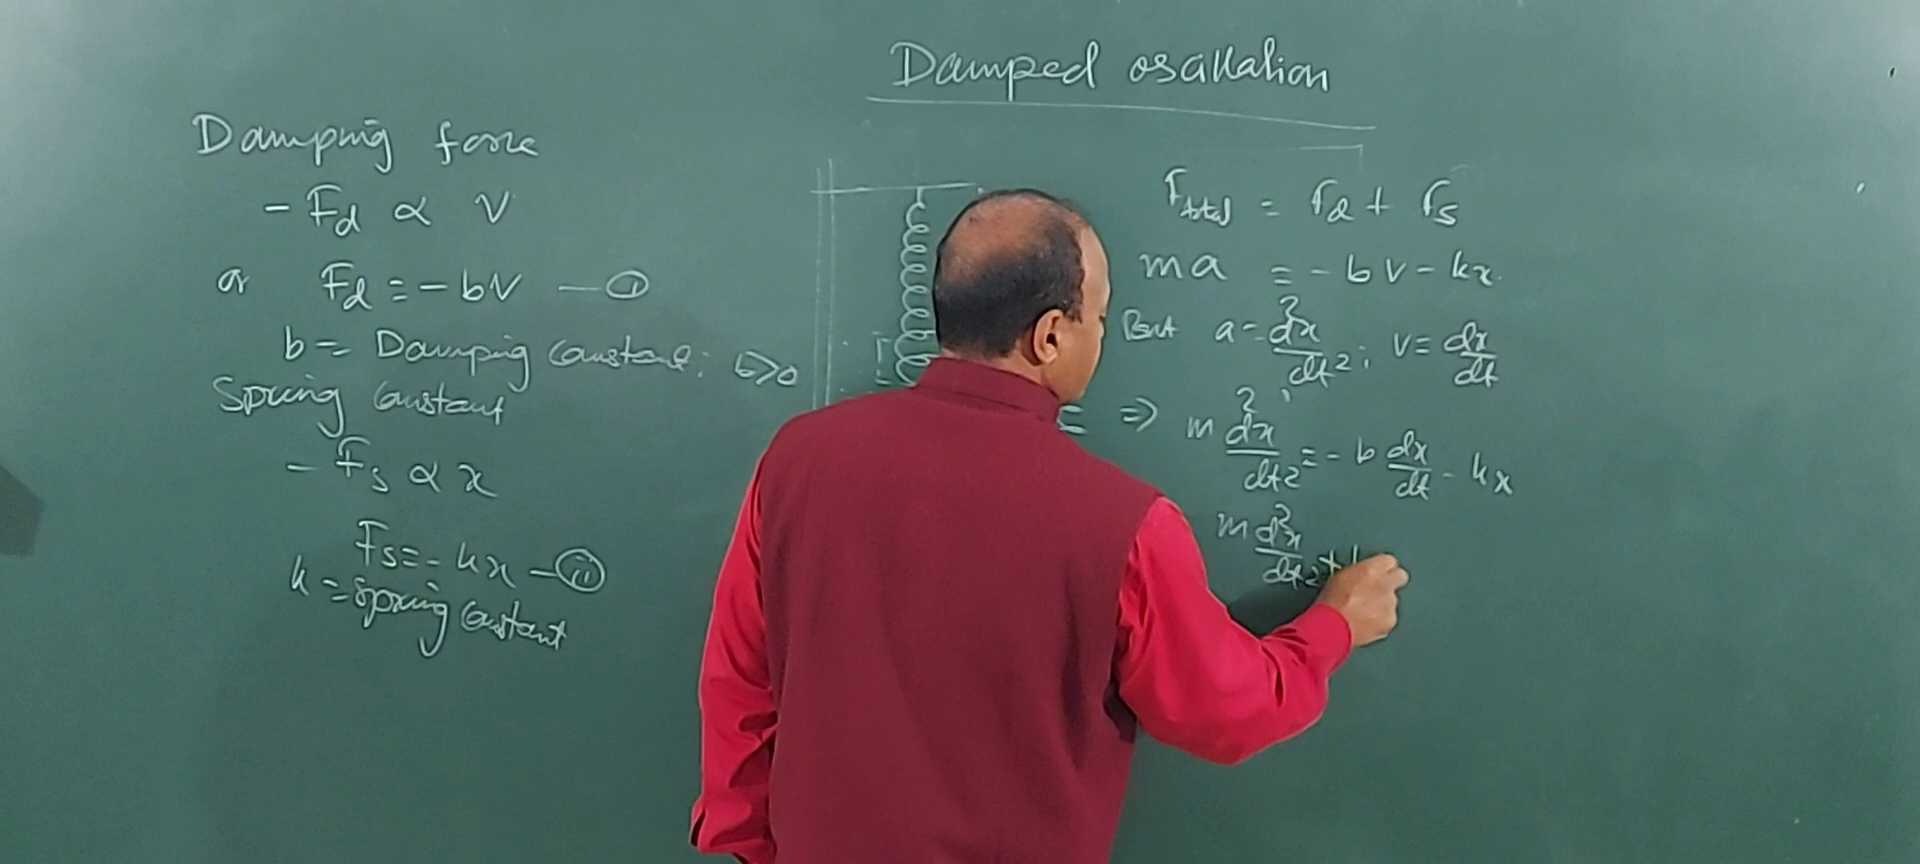 Damped oscillation
Damping force
- Fd ∝ V
or Fd = - bV — ①
b = Damping constant; b>0
Spring constant
- Fs ∝ x
Fs = - kx — ⑪
k = Spring constant
Ftotal = Fd + Fs
ma = - bV - kx.
But a = d²x/dt²; V = dx/dt
⇒ m d²x/dt² = - b dx/dt - kx
m d²x/dt² +